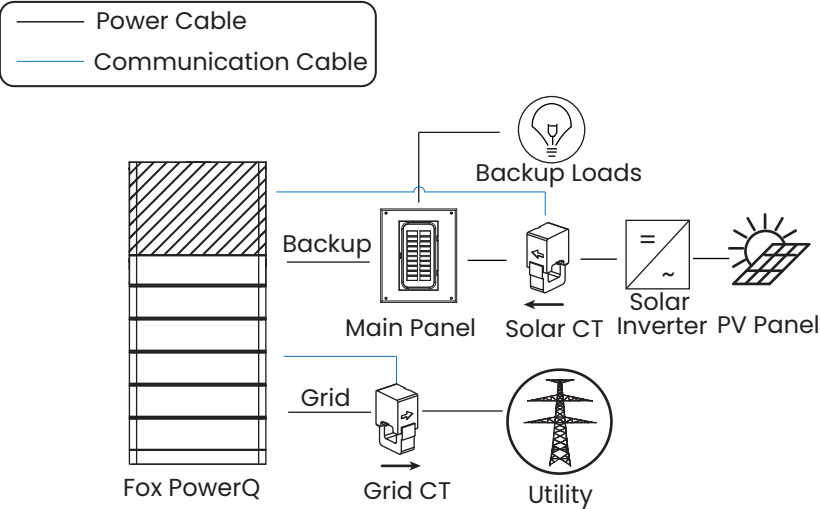 Power Cable
Communication Cable
Backup Loads
Backup
Main Panel
Solar CT
Solar
Inverter
PV Panel
Grid
Fox PowerQ
Grid CT
Utility